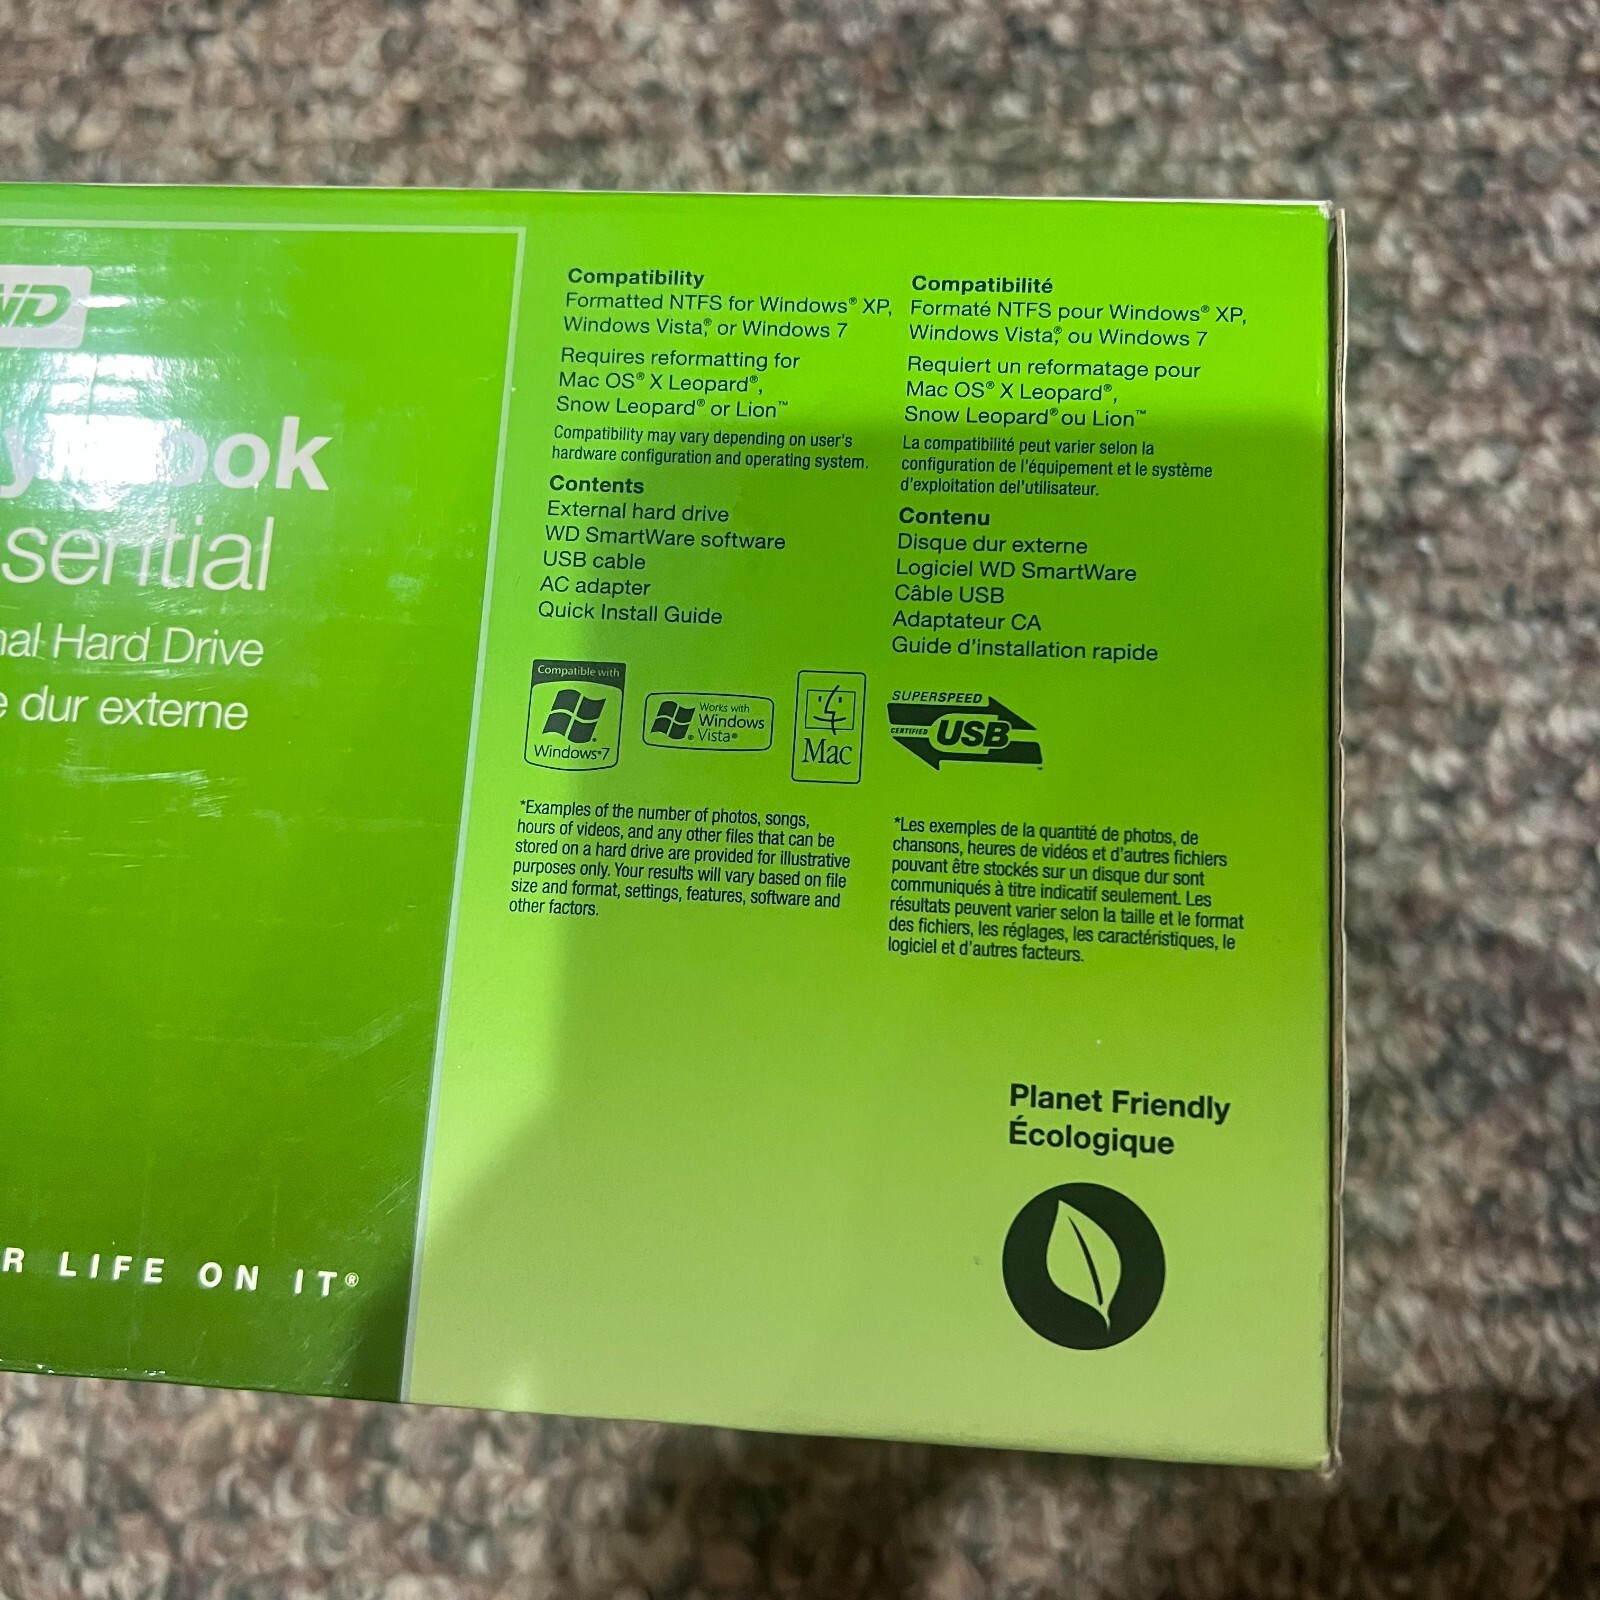 WD
ook
sential
nal Hard Drive
e dur externe
R LIFE ON IT®
Compatibility
Formatted NTFS for Windows® XP,
Windows Vista,® or Windows 7
Requires reformatting for
Mac OS® X Leopard®,
Snow Leopard® or Lion™
Compatibility may vary depending on user's
hardware configuration and operating system.
Contents
External hard drive
WD SmartWare software
USB cable
AC adapter
Quick Install Guide
Compatibilité
Formaté NTFS pour Windows® XP,
Windows Vista,® ou Windows 7
Requiert un reformatage pour
Mac OS® X Leopard®,
Snow Leopard® ou Lion™
La compatibilité peut varier selon la
configuration de l'équipement et le système
d'exploitation del'utilisateur.
Contenu
Disque dur externe
Logiciel WD SmartWare
Câble USB
Adaptateur CA
Guide d'installation rapide
Compatible with
Windows®7
Works with
Windows
Vista®
Mac
SUPERSPEED
CERTIFIED USB
*Examples of the number of photos, songs,
hours of videos, and any other files that can be
stored on a hard drive are provided for illustrative
purposes only. Your results will vary based on file
size and format, settings, features, software and
other factors.
*Les exemples de la quantité de photos, de
chansons, heures de vidéos et d'autres fichiers
pouvant être stockés sur un disque dur sont
communiqués à titre indicatif seulement. Les
résultats peuvent varier selon la taille et le format
des fichiers, les réglages, les caractéristiques, le
logiciel et d'autres facteurs.
Planet Friendly
Écologique